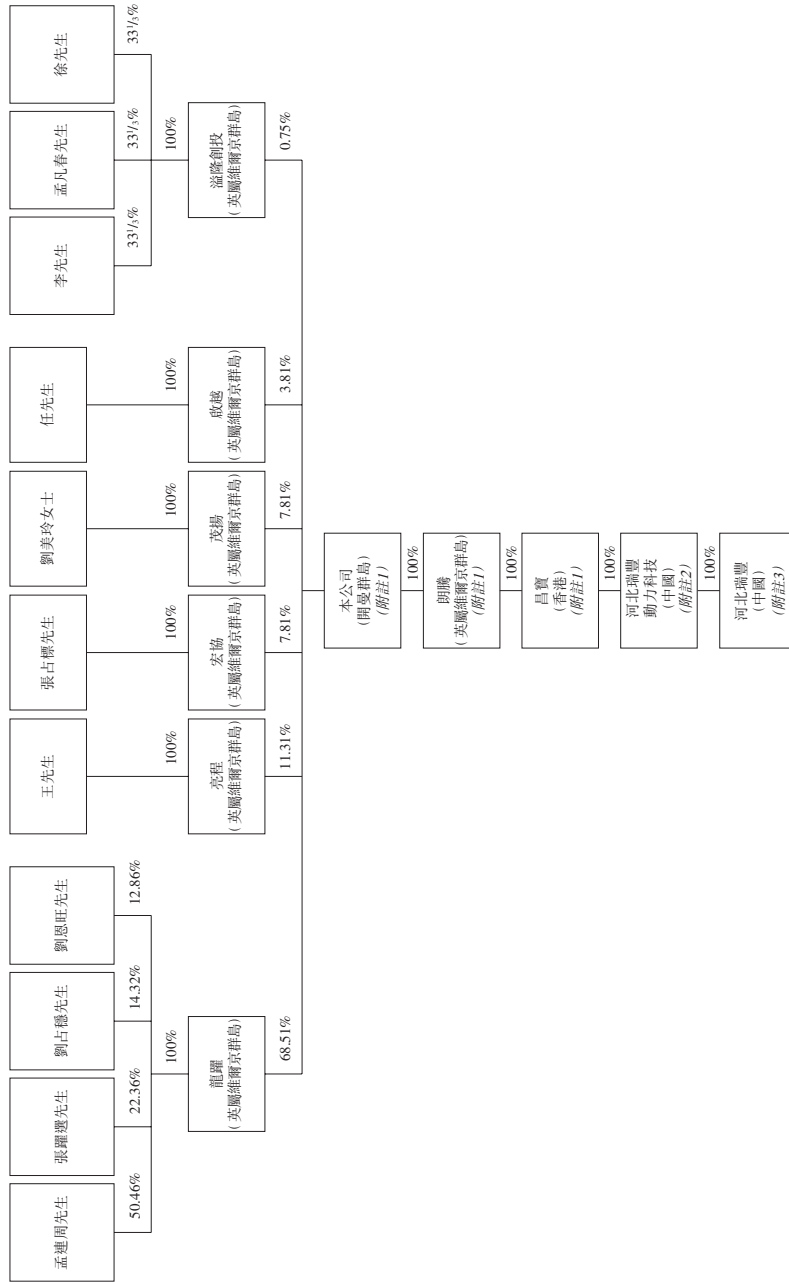 孟連周先生
張躍選先生
劉占穩先生
劉恩旺先生
王先生
張占標先生
劉美玲女士
任先生
李先生
孟凡春先生
徐先生
50.46%
22.36%
14.32%
12.86%
33¹/₃%
33¹/₃%
33¹/₃%
100%
100%
100%
100%
100%
100%
龍躍
(英屬維爾京群島)
亮程
(英屬維爾京群島)
宏協
(英屬維爾京群島)
茂揚
(英屬維爾京群島)
啟越
(英屬維爾京群島)
溢隆創投
(英屬維爾京群島)
68.51%
11.31%
7.81%
7.81%
3.81%
0.75%
本公司
(開曼群島)
(附註1)
100%
朗騰
(英屬維爾京群島)
(附註1)
100%
昌寶
(香港)
(附註1)
100%
河北瑞豐
動力科技
(中國)
(附註2)
100%
河北瑞豐
(中國)
(附註3)